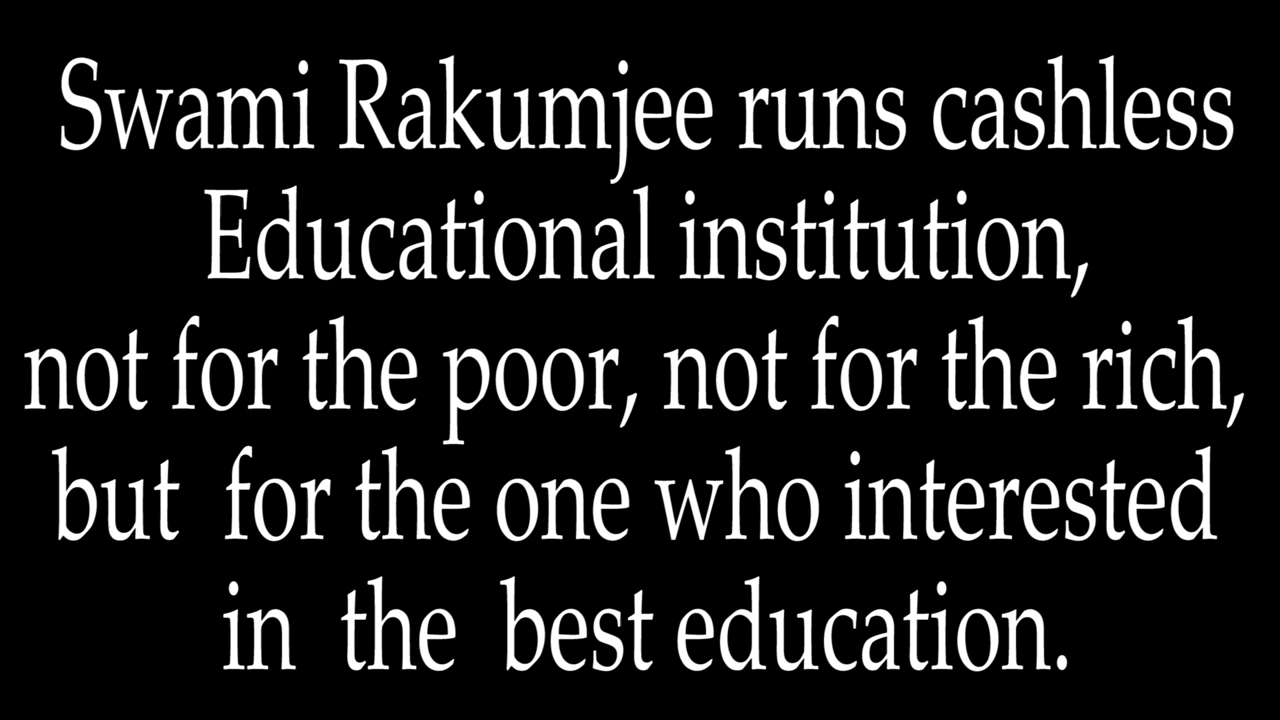 Swami Rakumjee runs cashless
Educational institution,
not for the poor, not for the rich,
but for the one who interested
in the best education.